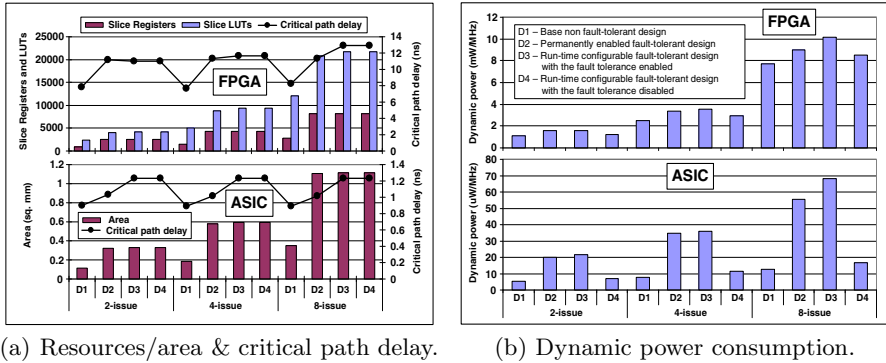 Slice Registers
Slice LUTs
Critical path delay
Slice Registers and LUTs
25000
20000
15000
10000
5000
0
FPGA
14
12
10
8
6
4
2
0
Critical path delay (ns)
Area (sq. mm)
1.2
1
0.8
0.6
0.4
0.2
0
ASIC
Area
Critical path delay
1.4
1.2
1
0.8
0.6
0.4
0.2
0
Critical path delay (ns)
D1 D2 D3 D4 D1 D2 D3 D4 D1 D2 D3 D4
2-issue 4-issue 8-issue
(a) Resources/area & critical path delay.
Dynamic power (mW/MHz)
12
10
8
6
4
2
0
FPGA
D1 – Base non fault-tolerant design
D2 – Permanently enabled fault-tolerant design
D3 – Run-time configurable fault-tolerant design
with the fault tolerance enabled
D4 – Run-time configurable fault-tolerant design
with the fault tolerance disabled
Dynamic power (uW/MHz)
80
70
60
50
40
30
20
10
0
ASIC
D1 D2 D3 D4 D1 D2 D3 D4 D1 D2 D3 D4
2-issue 4-issue 8-issue
(b) Dynamic power consumption.